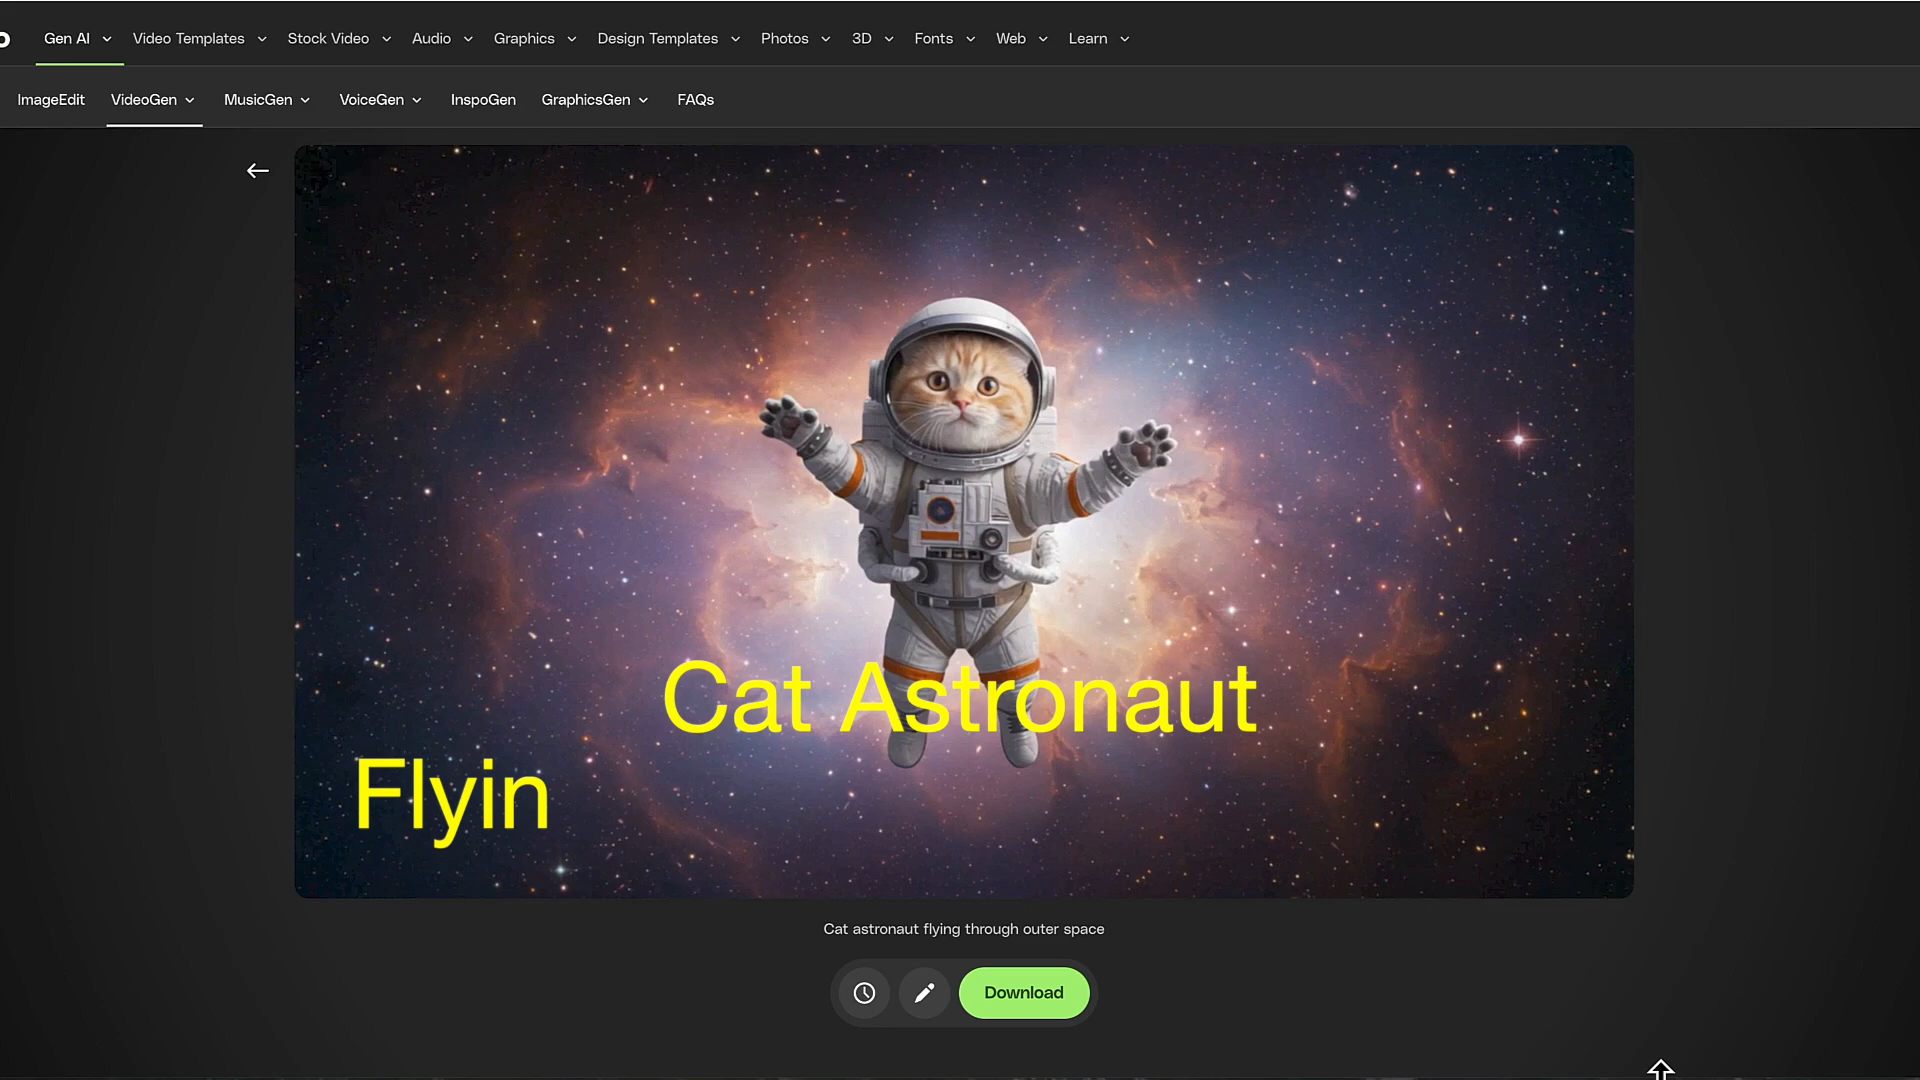 Gen AI Video Templates Stock Video Audio Graphics Design Templates Photos 3D Fonts Web Learn
ImageEdit VideoGen MusicGen VoiceGen InspoGen GraphicsGen FAQs
Cat Astronaut
Flyin
Cat astronaut flying through outer space
Download